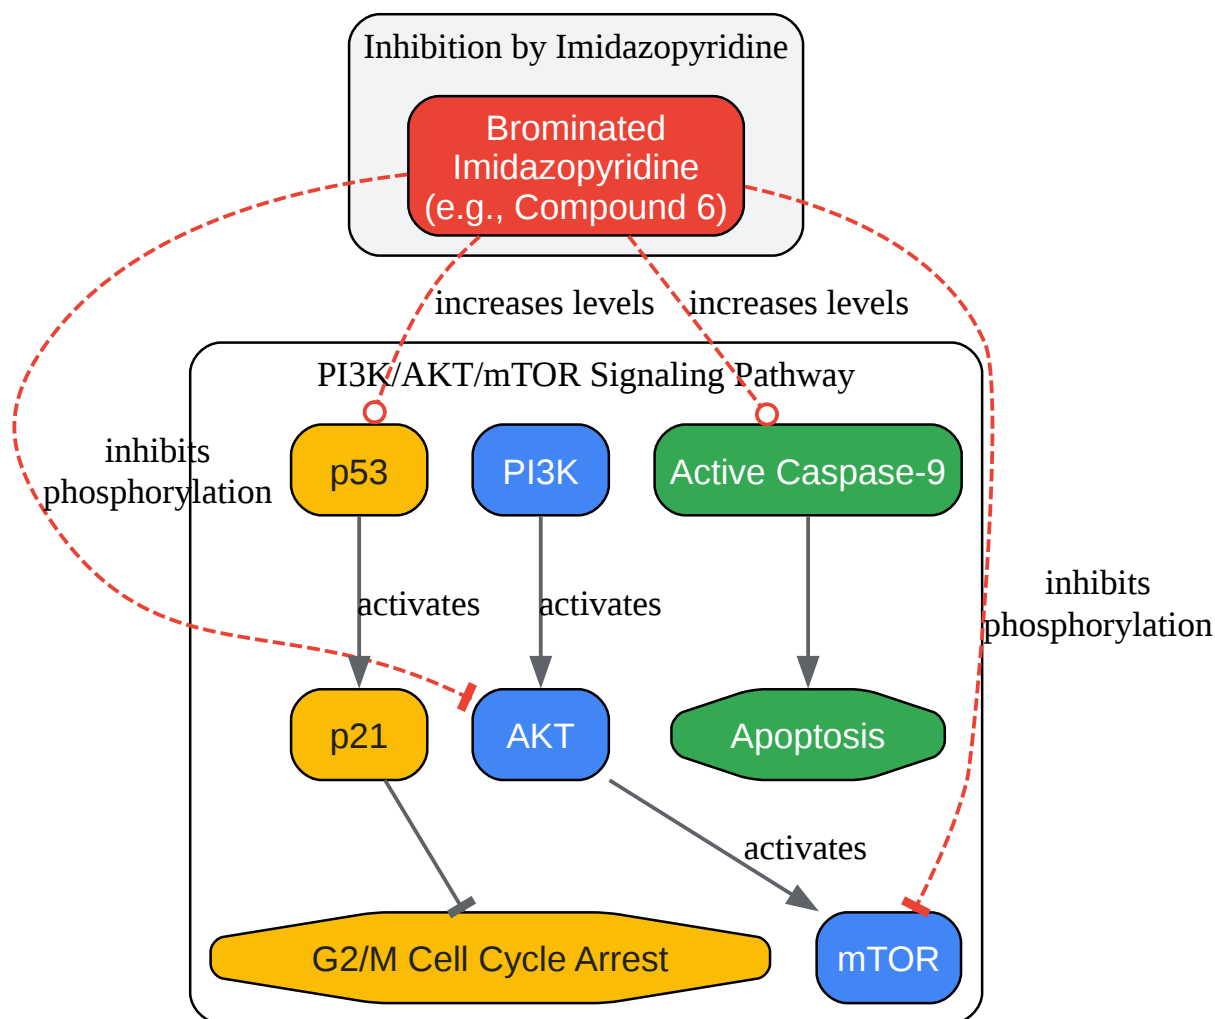 Inhibition by Imidazopyridine
Brominated
Imidazopyridine
(e.g., Compound 6)
increases levels
increases levels
PI3K/AKT/mTOR Signaling Pathway
inhibits
phosphorylation
p53
PI3K
Active Caspase-9
activates
activates
inhibits
phosphorylation
p21
AKT
Apoptosis
activates
G2/M Cell Cycle Arrest
mTOR